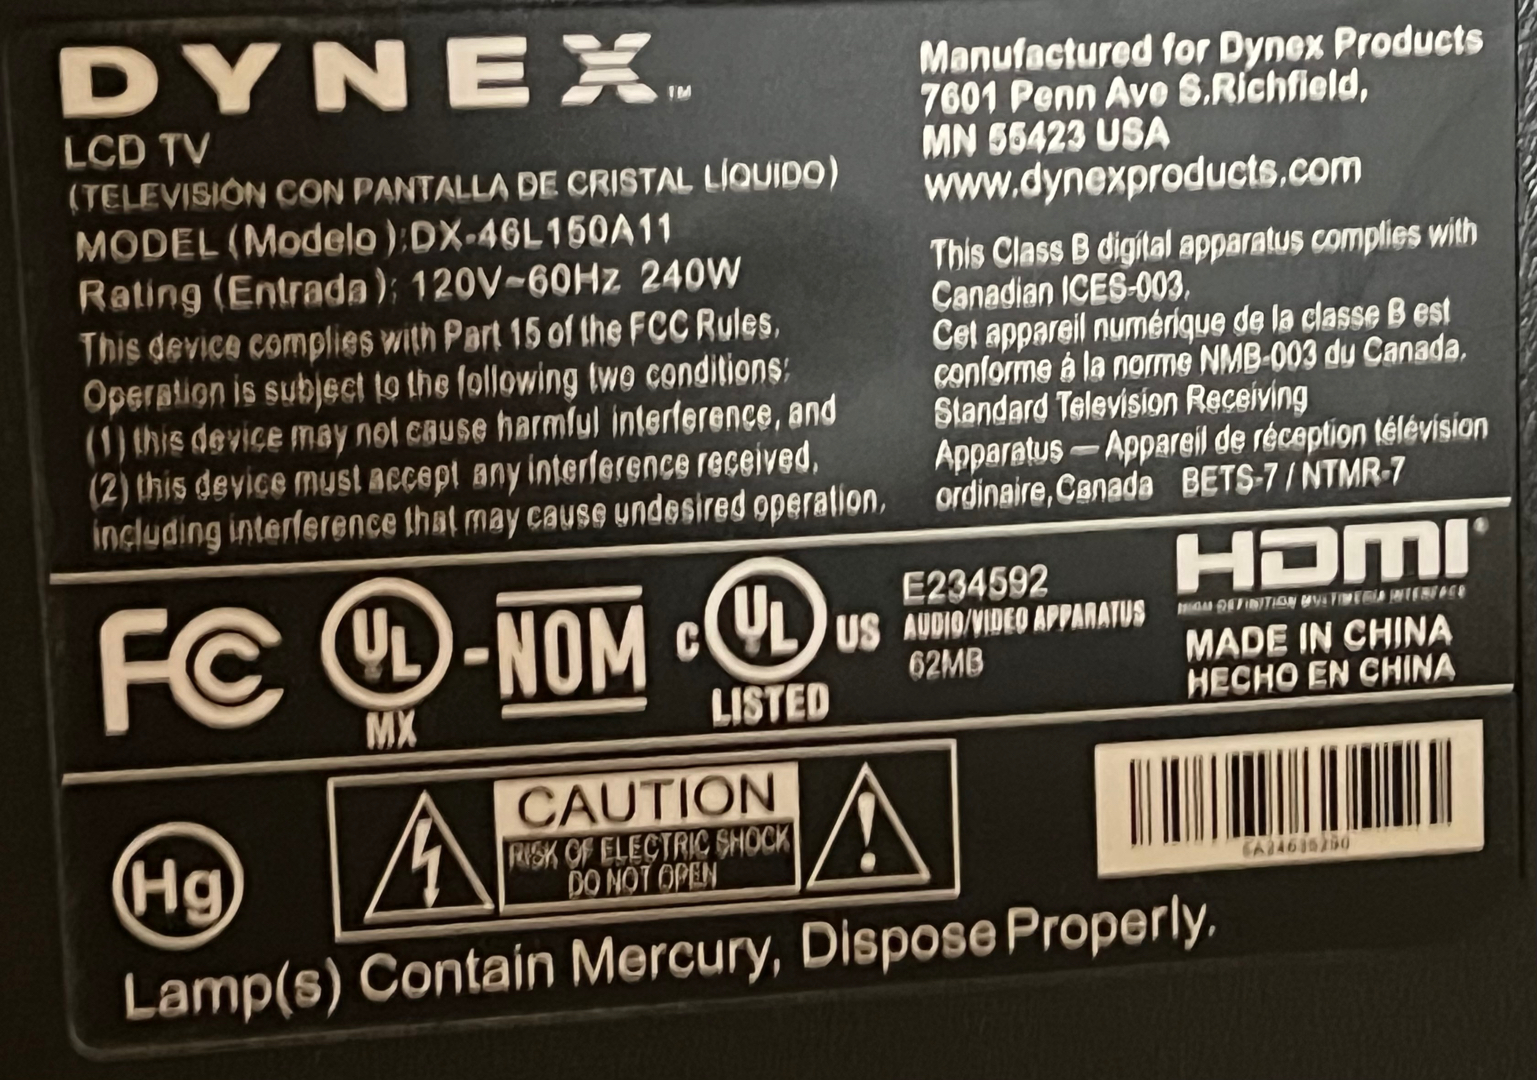 DYNEX™
LCD TV
(TELEVISIÓN CON PANTALLA DE CRISTAL LÍQUIDO)
MODEL (Modelo ):DX-46L150A11
Rating (Entrada ): 120V~60Hz 240W
This device complies with Part 15 of the FCC Rules.
Operation is subject to the following two conditions:
(1) this device may not cause harmful interference, and
(2) this device must accept any interference received,
including interference that may cause undesired operation.
Manufactured for Dynex Products
7601 Penn Ave S.Richfield,
MN 55423 USA
www.dynexproducts.com
This Class B digital apparatus complies with
Canadian ICES-003.
Cet appareil numérique de la classe B est
conforme á la norme NMB-003 du Canada.
Standard Television Receiving
Apparatus — Appareil de réception télévision
ordinaire, Canada BETS-7 / NTMR-7
FC
UL
MX
-NOM
C UL US
LISTED
E234592
AUDIO/VIDEO APPARATUS
62MB
HDMI®
HIGH DEFINITION MULTIMEDIA INTERFACE
MADE IN CHINA
HECHO EN CHINA
Hg
CAUTION
RISK OF ELECTRIC SHOCK
DO NOT OPEN
Lamp(s) Contain Mercury, Dispose Properly.